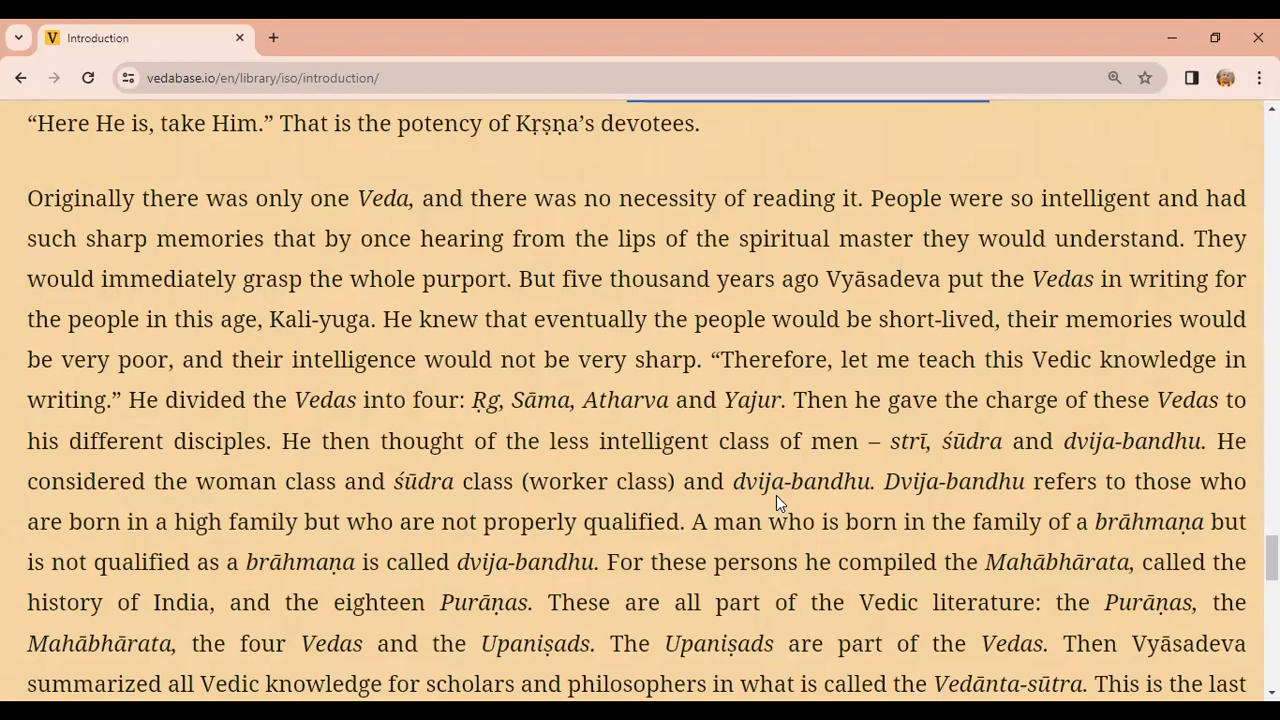 Introduction
vedabase.io/en/library/iso/introduction/
“Here He is, take Him.” That is the potency of Kṛṣṇa’s devotees.
Originally there was only one Veda, and there was no necessity of reading it. People were so intelligent and had
such sharp memories that by once hearing from the lips of the spiritual master they would understand. They
would immediately grasp the whole purport. But five thousand years ago Vyāsadeva put the Vedas in writing for
the people in this age, Kali-yuga. He knew that eventually the people would be short-lived, their memories would
be very poor, and their intelligence would not be very sharp. “Therefore, let me teach this Vedic knowledge in
writing.” He divided the Vedas into four: Ṛg, Sāma, Atharva and Yajur. Then he gave the charge of these Vedas to
his different disciples. He then thought of the less intelligent class of men – strī, śūdra and dvija-bandhu. He
considered the woman class and śūdra class (worker class) and dvija-bandhu. Dvija-bandhu refers to those who
are born in a high family but who are not properly qualified. A man who is born in the family of a brāhmaṇa but
is not qualified as a brāhmaṇa is called dvija-bandhu. For these persons he compiled the Mahābhārata, called the
history of India, and the eighteen Purāṇas. These are all part of the Vedic literature: the Purāṇas, the
Mahābhārata, the four Vedas and the Upaniṣads. The Upaniṣads are part of the Vedas. Then Vyāsadeva
summarized all Vedic knowledge for scholars and philosophers in what is called the Vedānta-sūtra. This is the last